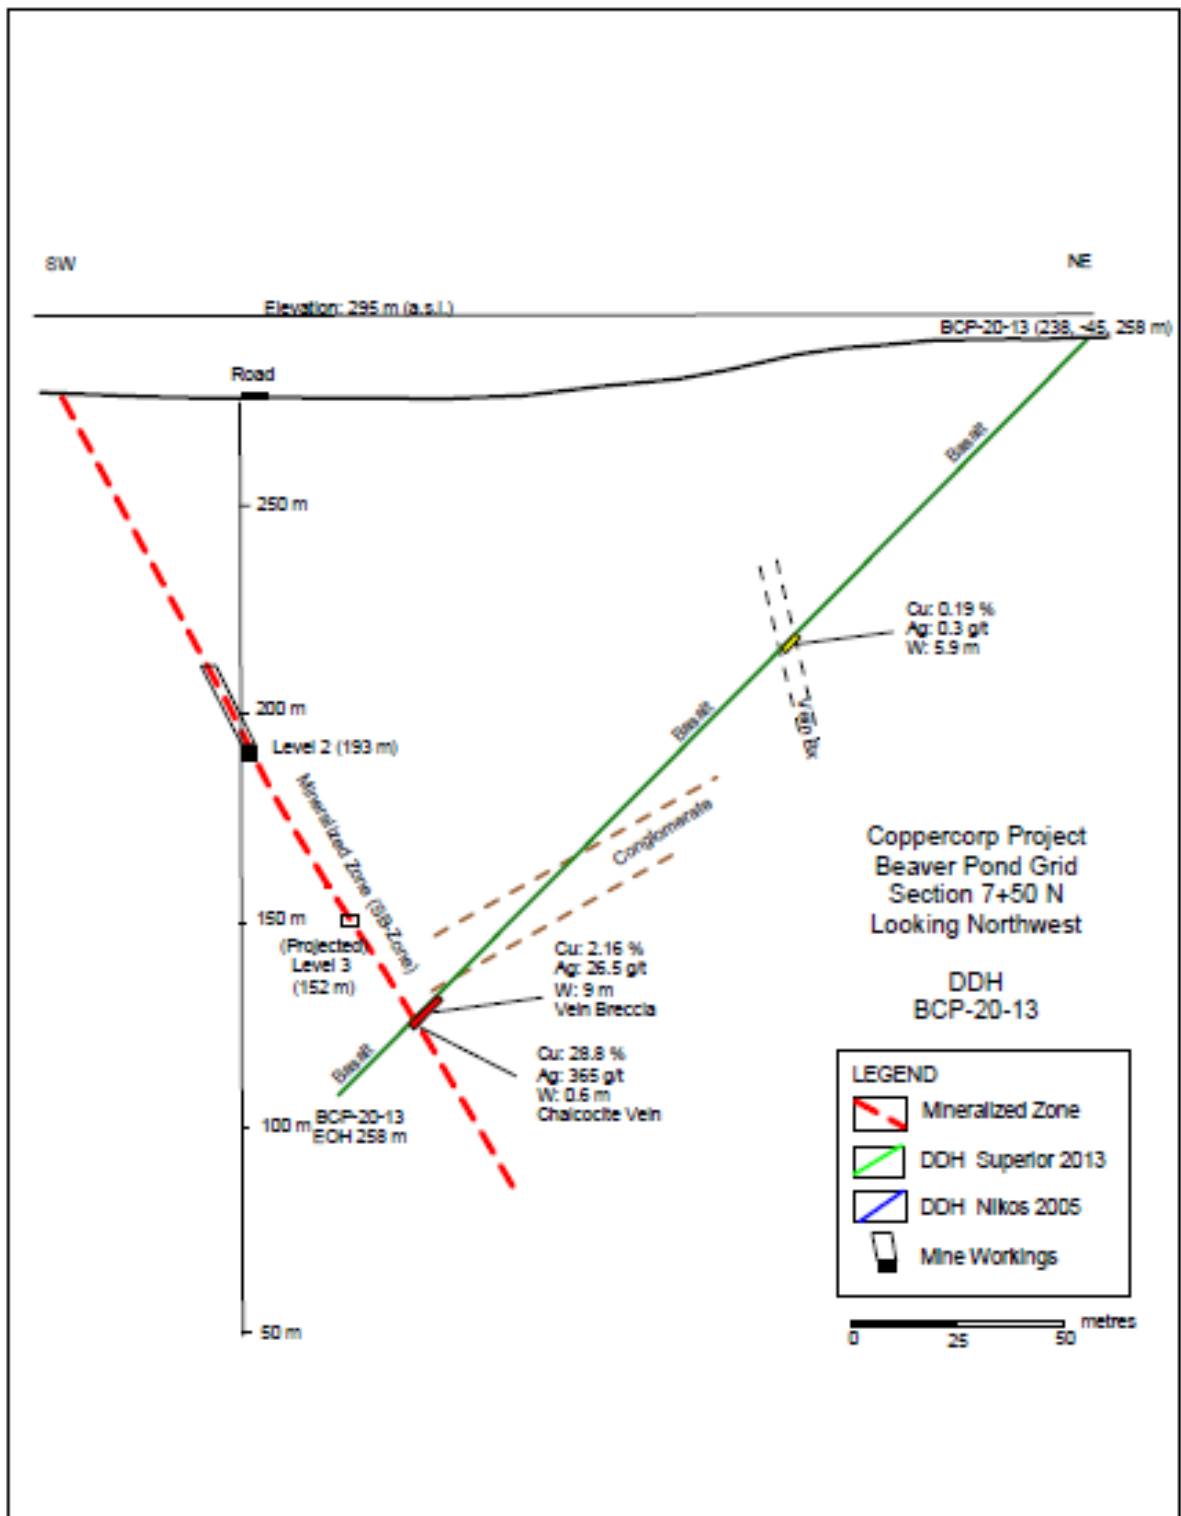 SW
NE
Elevation: 295 m (a.s.l.)
BCP-20-13 (238, -45, 258 m)
Road
Basalt
250 m
Cu: 0.19 %
Ag: 0.3 g/t
W: 5.9 m
Vein Bx
Basalt
200 m
Level 2 (193 m)
Mineralized Zone (SB-Zone)
Conglomerate
150 m
(Projected)
Level 3
(152 m)
Cu: 2.16 %
Ag: 26.5 g/t
W: 9 m
Vein Breccia
Cu: 28.8 %
Ag: 365 g/t
W: 0.6 m
Chalcocite Vein
Basalt
BCP-20-13
EOH 258 m
100 m
50 m
Coppercorp Project
Beaver Pond Grid
Section 7+50 N
Looking Northwest
DDH
BCP-20-13
LEGEND
Mineralized Zone
DDH Superior 2013
DDH Nikos 2005
Mine Workings
metres
0 25 50